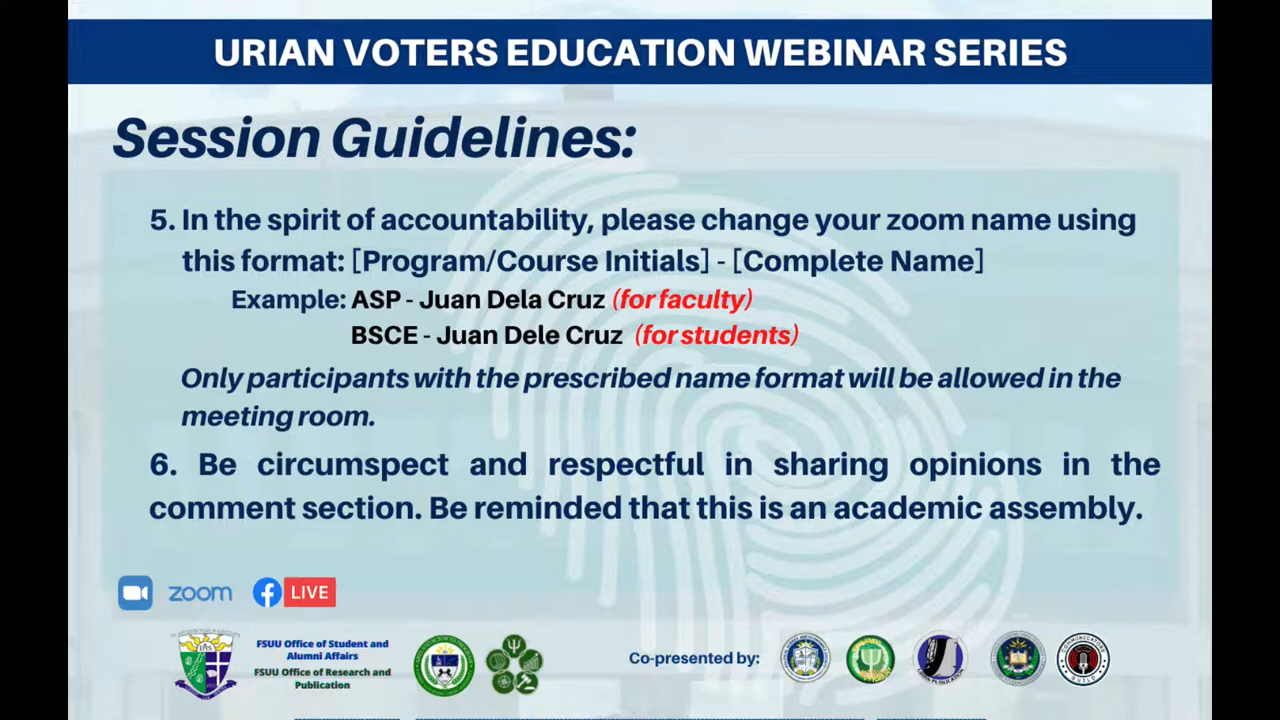 URIAN VOTERS EDUCATION WEBINAR SERIES
Session Guidelines:
5. In the spirit of accountability, please change your zoom name using
this format: [Program/Course Initials] - [Complete Name]
Example: ASP - Juan Dela Cruz (for faculty)
BSCE - Juan Dele Cruz (for students)
Only participants with the prescribed name format will be allowed in the
meeting room.
6. Be circumspect and respectful in sharing opinions in the
comment section. Be reminded that this is an academic assembly.
zoom
LIVE
FSUU Office of Student and
Alumni Affairs
FSUU Office of Research and
Publication
Co-presented by: